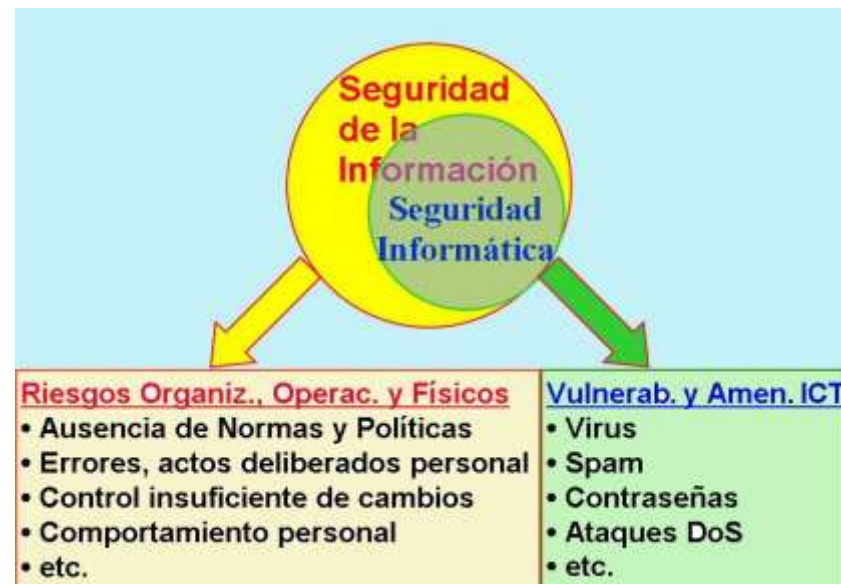 Seguridad
de la
Información
Seguridad
Informática
Riesgos Organiz., Operac. y Físicos
• Ausencia de Normas y Políticas
• Errores, actos deliberados personal
• Control insuficiente de cambios
• Comportamiento personal
• etc.
Vulnerab. y Amen. ICT
• Virus
• Spam
• Contraseñas
• Ataques DoS
• etc.